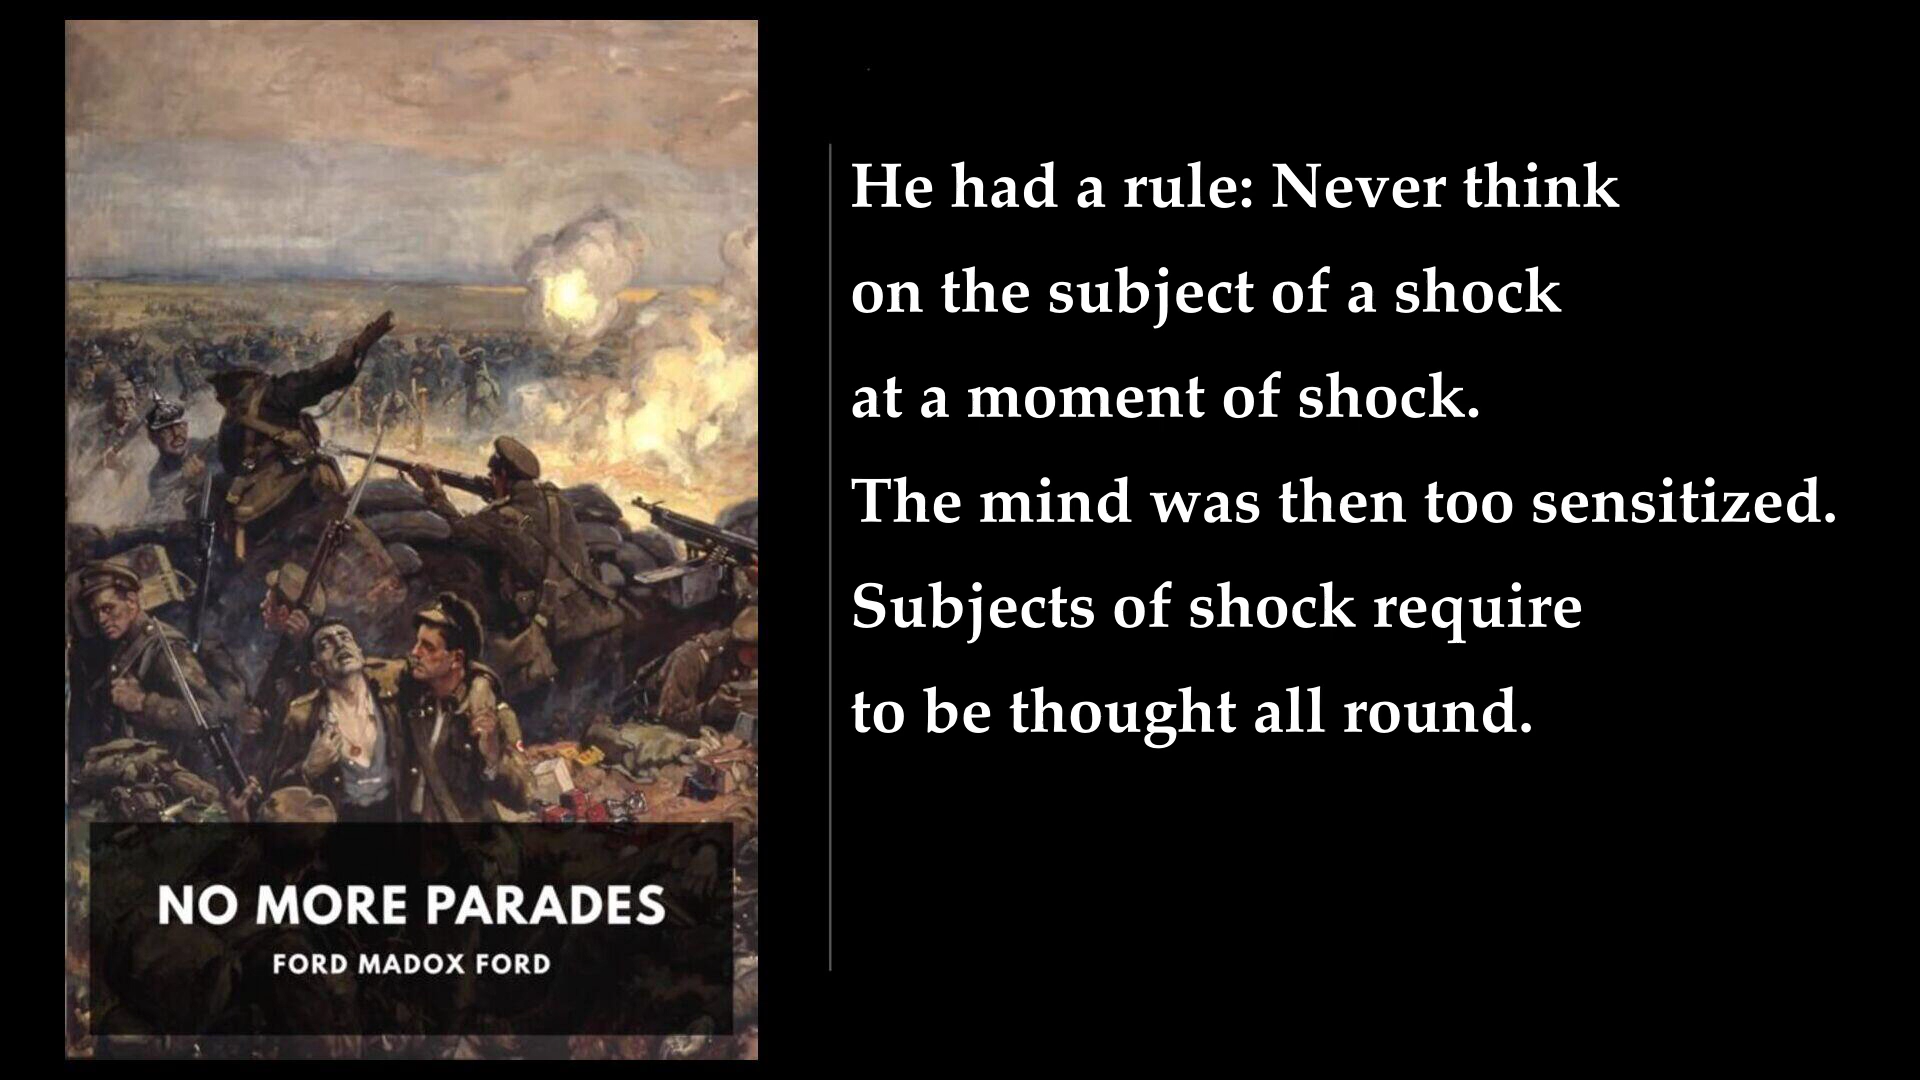 He had a rule: Never think
on the subject of a shock
at a moment of shock.
The mind was then too sensitized.
Subjects of shock require
to be thought all round.
NO MORE PARADES
FORD MADOX FORD